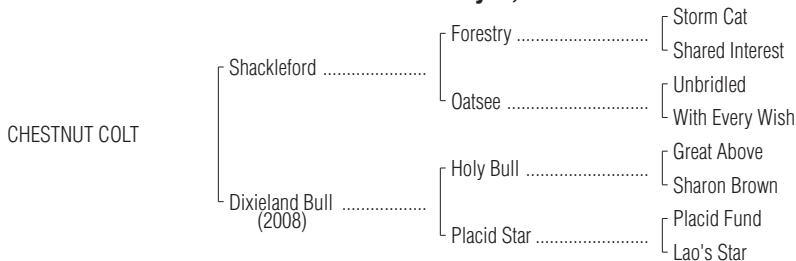 Storm Cat
Forestry ..........................
Shared Interest
Shackleford ......................
Unbridled
Oatsee ............................
With Every Wish
CHESTNUT COLT
Great Above
Holy Bull ..........................
Sharon Brown
Dixieland Bull ..................
(2008)
Placid Fund
Placid Star ........................
Lao's Star